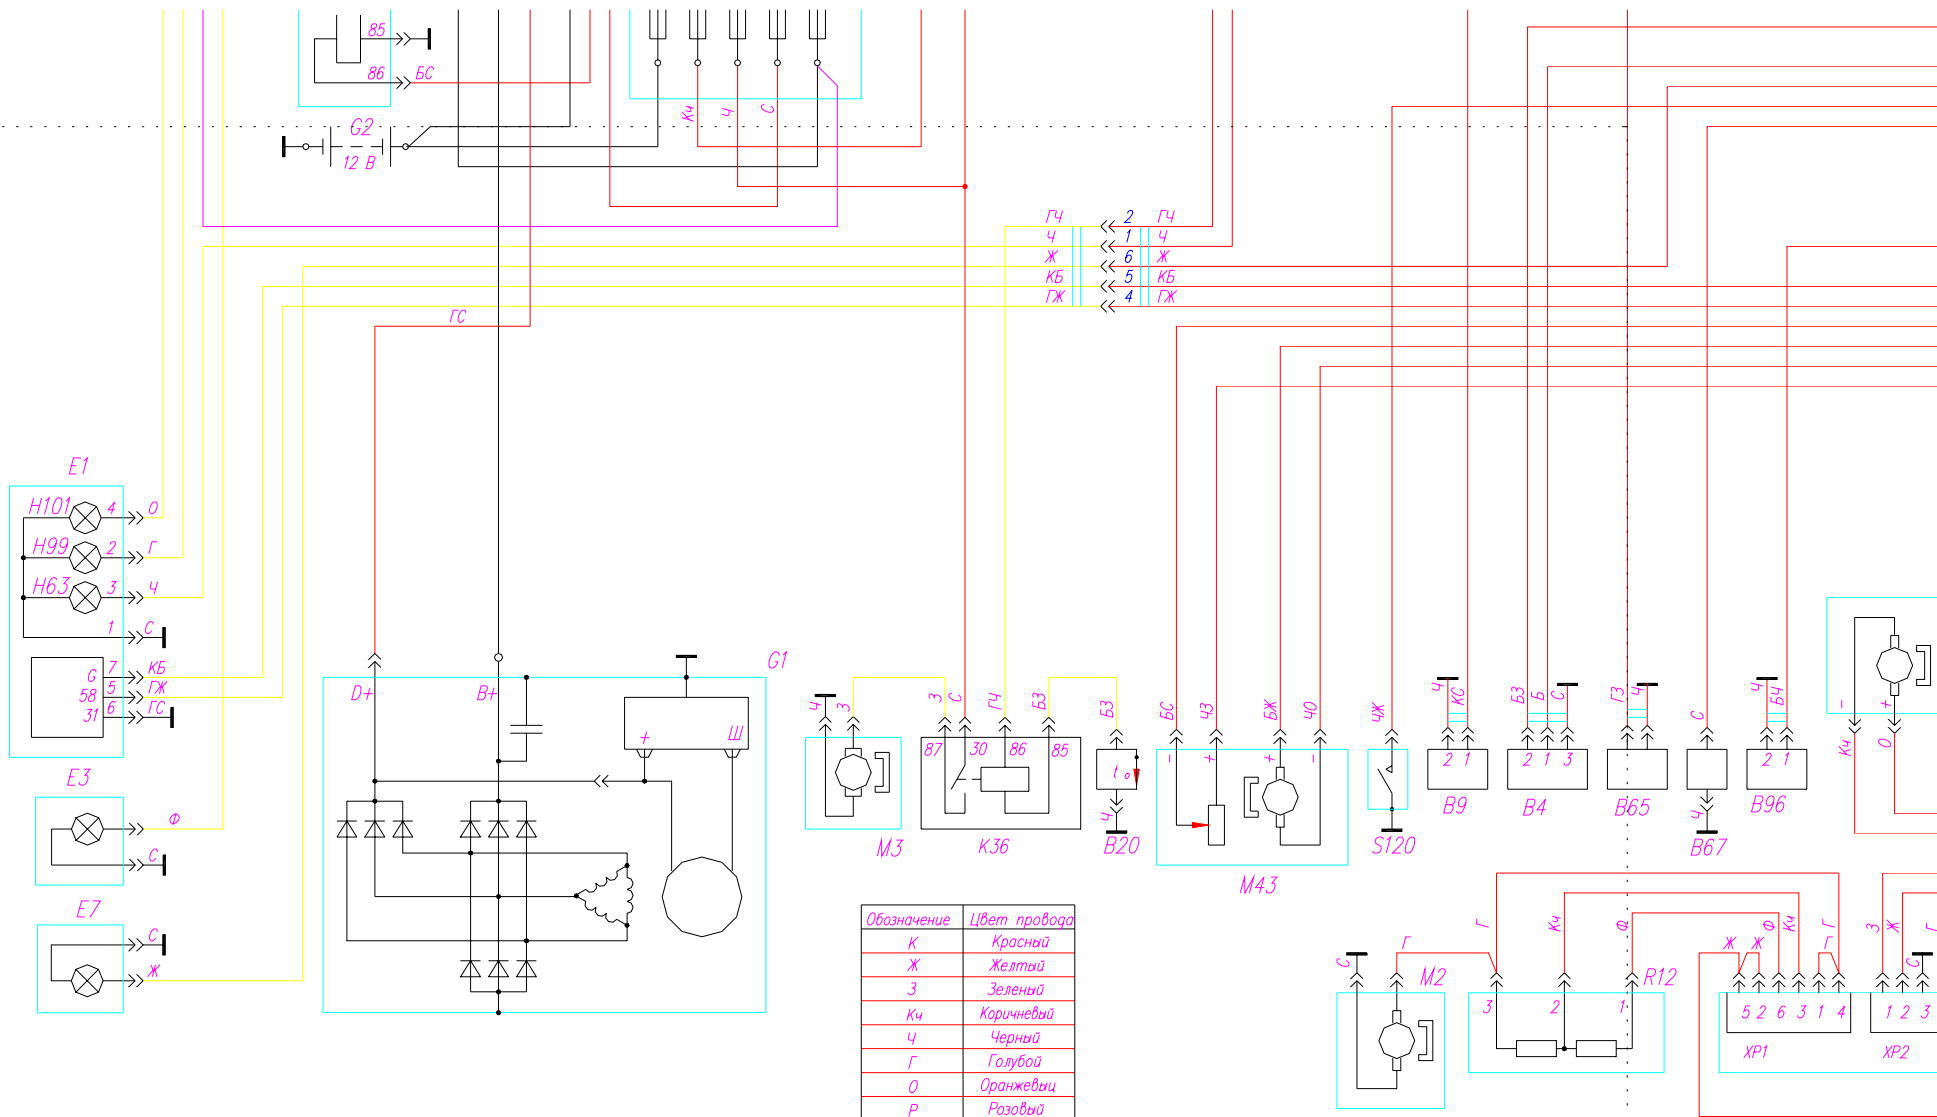 85
86 БС
Кч Ч С
G2
12 В
ГЧ 2 ГЧ
Ч 1 Ч
Ж 6 Ж
КБ 5 КБ
ГЖ 4 ГЖ
ГС
E1
H101 4 О
H99 2 Г
H63 3 Ч
1 С
G 7 КБ
58 5 ГЖ
31 6 ГС
E3
Ф
С
E7
С
Ж
G1
D+ B+
+ Ш
Ч З
M3
З С ГЧ БЗ
87 30 86 85
K36
БЗ
t o
Ч
B20
БС ЧЗ БЖ ЧО
- + + -
M43
ЧЖ
S120
Ч КС
2 1
B9
БЗ Б С
2 1 3
B4
ГЗ Ч
B65
С
Ч
B67
Ч БЧ
2 1
B96
- +
Кч О
Обозначение Цвет провода
К Красный
Ж Желтый
З Зеленый
Кч Коричневый
Ч Черный
Г Голубой
О Оранжевыц
Р Розовый
С Г
M2
Г Кч Ф
3 2 1
R12
Ж Ж Ф Кч Г Г
5 2 6 3 1 4
XP1
З Ж С Г
1 2 3
XP2